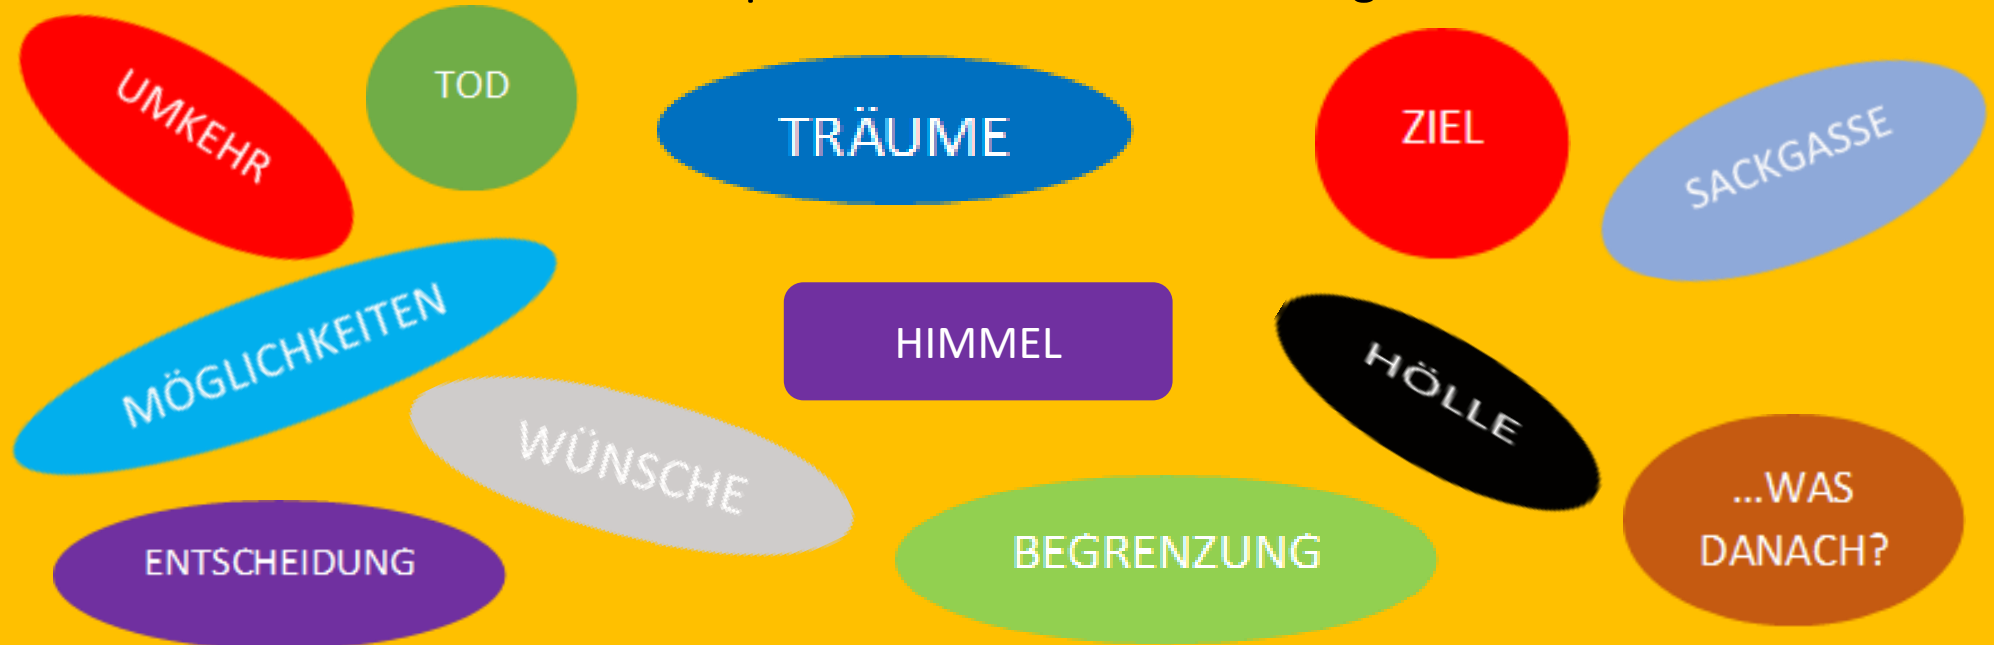 UMKEHR
TOD
TRÄUME
ZIEL
SACKGASSE
MÖGLICHKEITEN
HIMMEL
HÖLLE
WÜNSCHE
...WAS
DANACH?
ENTSCHEIDUNG
BEGRENZUNG